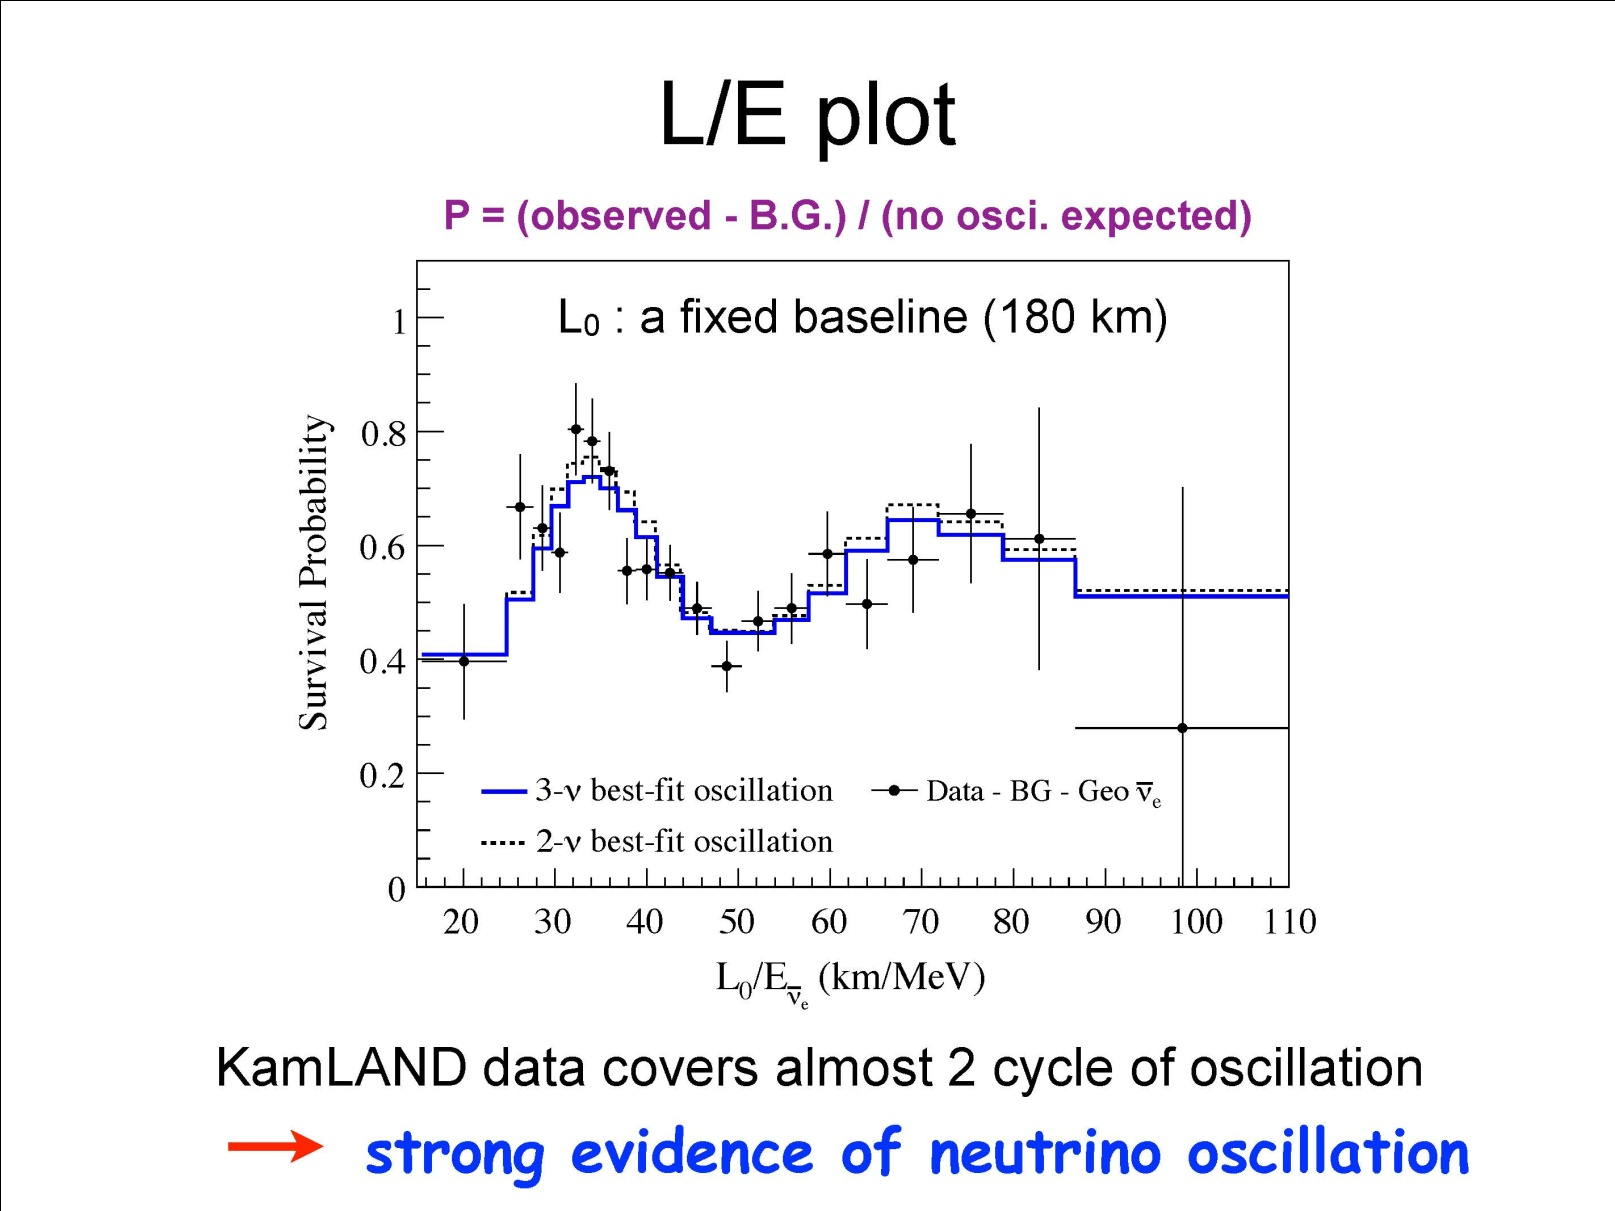 L/E plot
P = (observed - B.G.) / (no osci. expected)
L₀ : a fixed baseline (180 km)
1
0.8
0.6
0.4
0.2
0
Survival Probability
3-ν best-fit oscillation
Data - BG - Geo ν̅ₑ
2-ν best-fit oscillation
20 30 40 50 60 70 80 90 100 110
L₀/E_ν̅ₑ (km/MeV)
KamLAND data covers almost 2 cycle of oscillation
→ strong evidence of neutrino oscillation